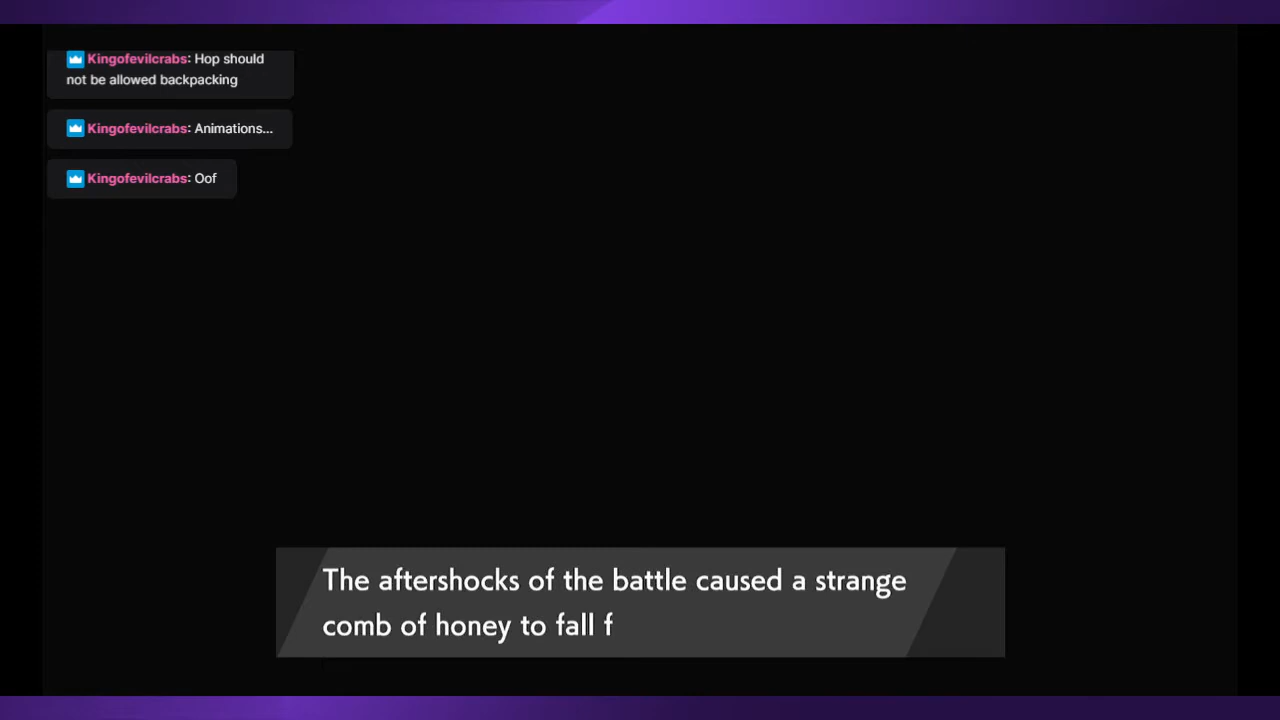 Kingofevilcrabs: Hop should
not be allowed backpacking
Kingofevilcrabs: Animations...
Kingofevilcrabs: Oof
The aftershocks of the battle caused a strange
comb of honey to fall f